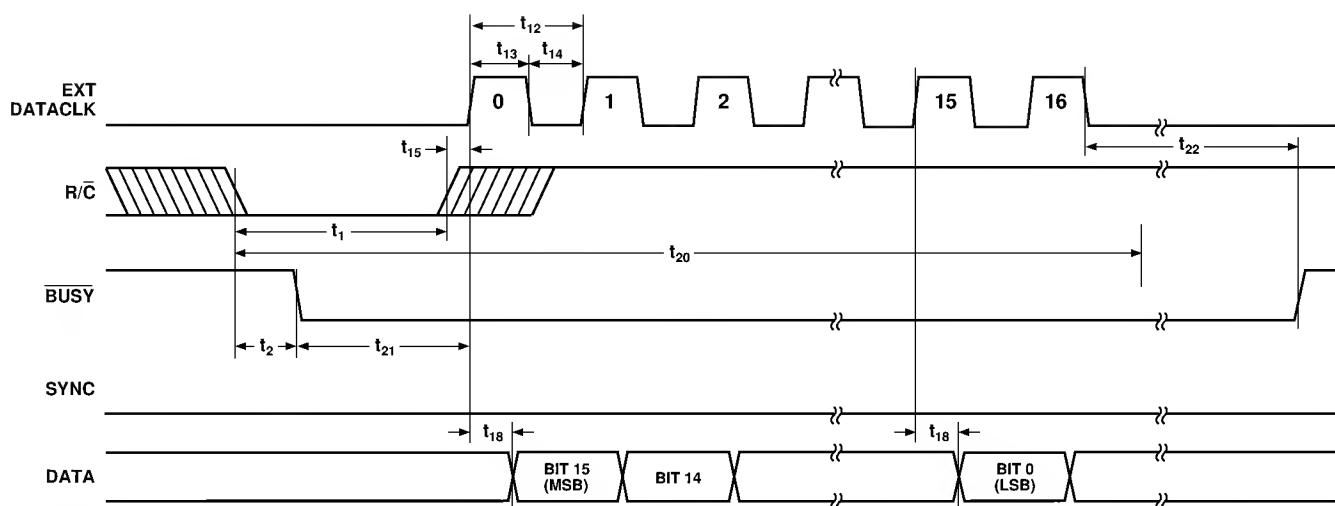 t12
t13 t14
EXT
DATACLK
0 1 2 15 16
t15
t22
R/C̅
t1
t20
B̅U̅S̅Y̅
t2 t21
SYNC
t18 t18
DATA
BIT 15
(MSB)
BIT 14
BIT 0
(LSB)